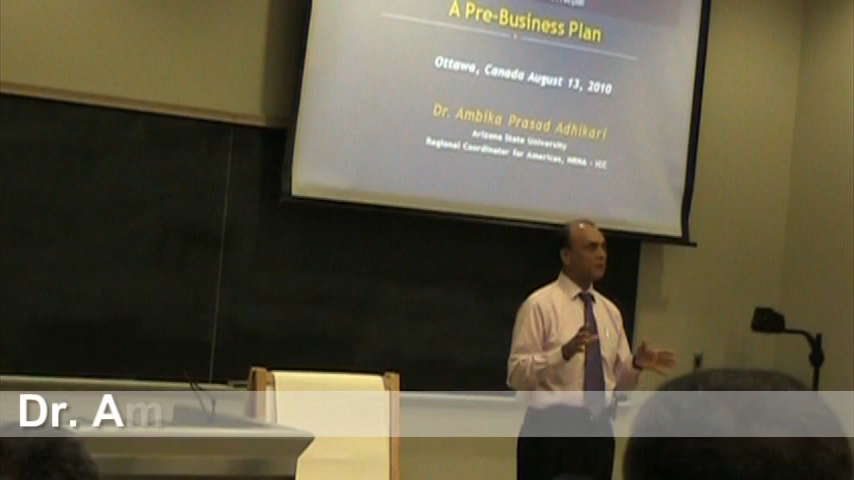 A Pre-Business Plan
Ottawa, Canada August 13, 2010
Dr. Ambika Prasad Adhikari
Arizona State University
Regional Coordinator for Americas, NRNA - ICC
Dr. Am